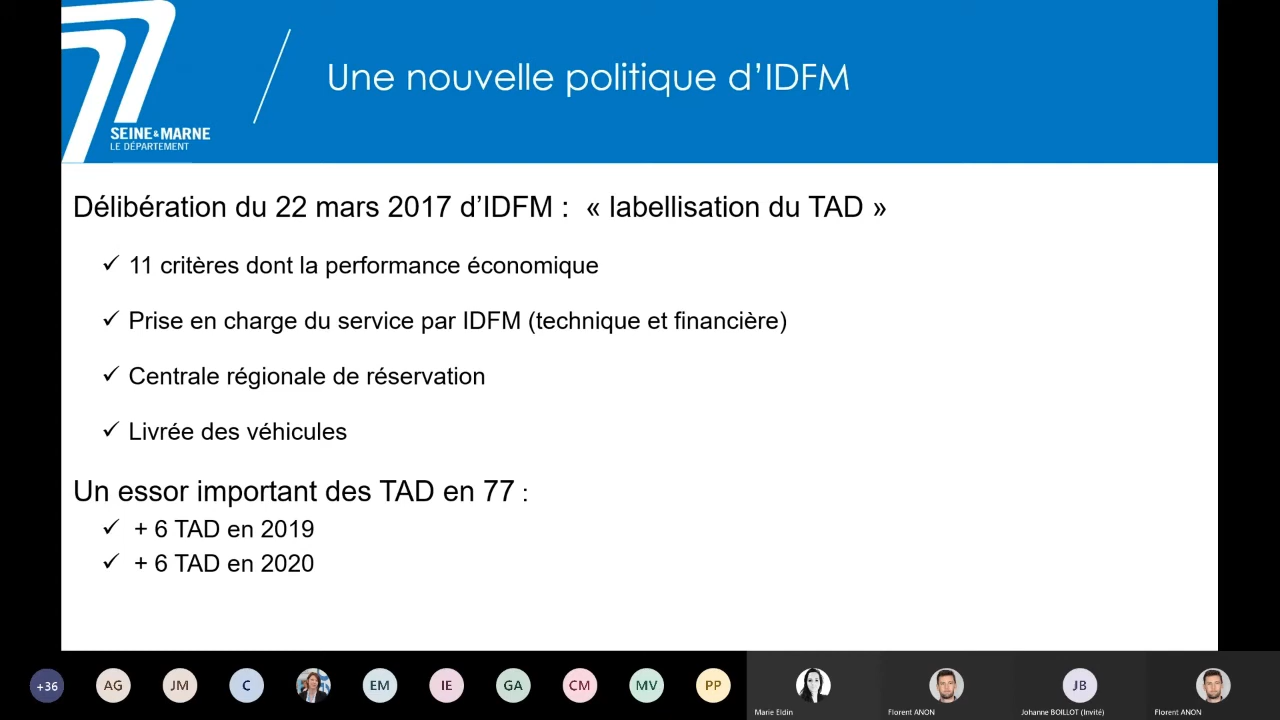 SEINE&MARNE
LE DÉPARTEMENT
Une nouvelle politique d’IDFM
Délibération du 22 mars 2017 d’IDFM : « labellisation du TAD »
✓ 11 critères dont la performance économique
✓ Prise en charge du service par IDFM (technique et financière)
✓ Centrale régionale de réservation
✓ Livrée des véhicules
Un essor important des TAD en 77 :
✓ + 6 TAD en 2019
✓ + 6 TAD en 2020
+36 AG JM C EM IE GA CM MV PP JB
Marie Eldin Florent ANON Johanne BOILLOT (Invité) Florent ANON